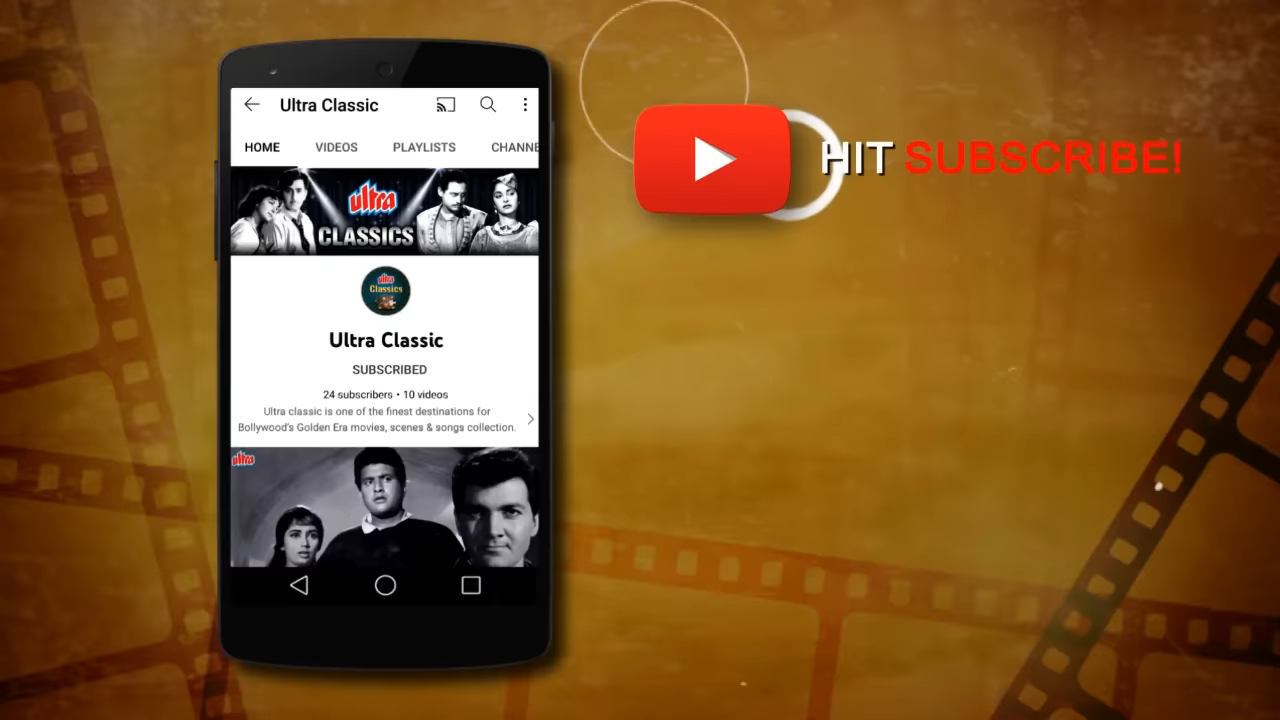 Ultra Classic
HOME VIDEOS PLAYLISTS CHANNE
ultra
CLASSICS
ultra
Classics
Ultra Classic
SUBSCRIBED
24 subscribers • 10 videos
Ultra classic is one of the finest destinations for
Bollywood's Golden Era movies, scenes & songs collection.
ultra
HIT SUBSCRIBE!